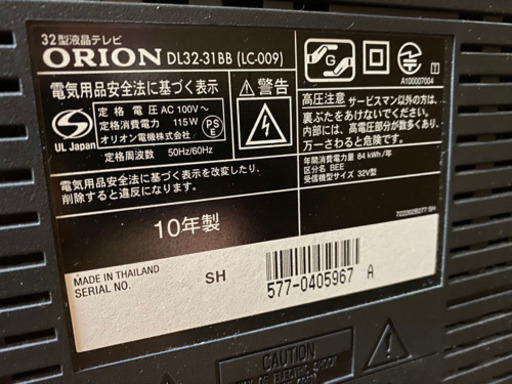 32型液晶テレビ
ORION DL32-31BB (LC-009)
電気用品安全法に基づく表示
定格電圧 AC 100V~
定格消費電力 115W
オリオン電機株式会社
定格周波数 50Hz/60Hz
UL Japan
PS E
電気用品安全法に基づく表示を改変したり、
削除すると違反になります。
⚠警告
G
A100007004
高圧注意 サービスマン以外の方は、
裏ぶたをあけないでください。
内部には、高電圧部分が数多くあり、
万一さわると危険です。
年間消費電力量 84 kWh/年
区分名 BEE
受信機型サイズ 32V型
10年製
MADE IN THAILAND
SERIAL NO.
SH
577-0405967 A
CAUTION